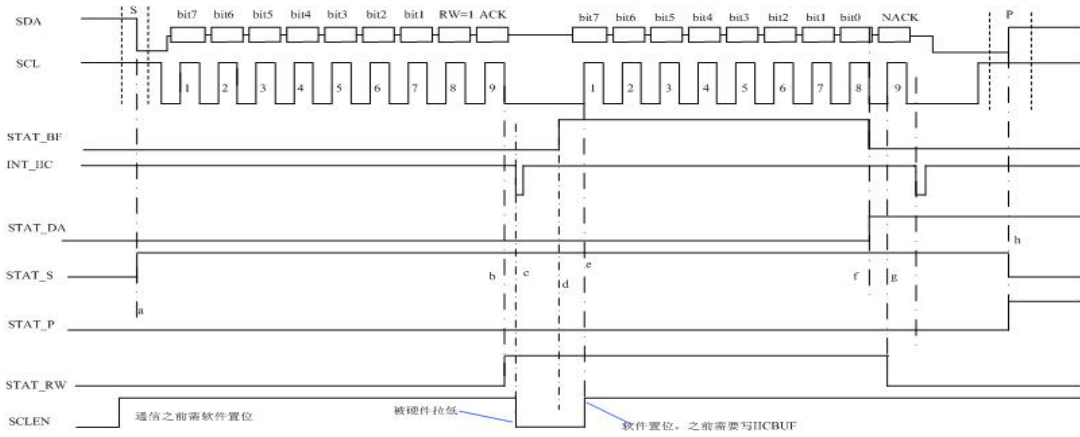 S bit7 bit6 bit5 bit4 bit3 bit2 bit1 RW=1 ACK bit7 bit6 bit5 bit4 bit3 bit2 bit1 bit0 NACK P
SDA
SCL
1 2 3 4 5 6 7 8 9 1 2 3 4 5 6 7 8 9
STAT_BF
INT_IIC
STAT_DA
h
e
STAT_S
b c d f g
a
STAT_P
STAT_RW
SCLEN
通信之前需软件置位
被硬件拉低
软件置位，之前需要写IICBUF